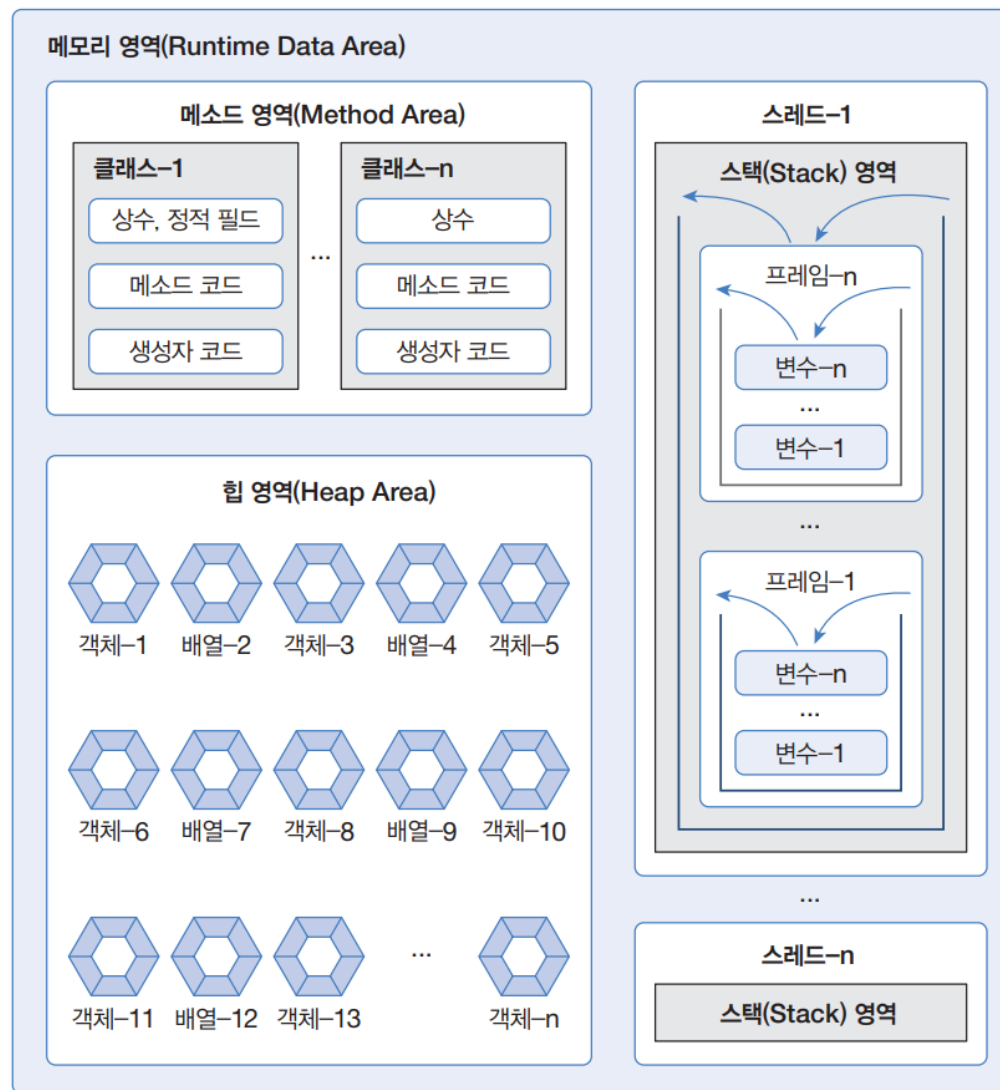 메모리 영역(Runtime Data Area)
메소드 영역(Method Area)
클래스–1
상수, 정적 필드
메소드 코드
생성자 코드
...
클래스–n
상수
메소드 코드
생성자 코드
힙 영역(Heap Area)
객체–1 배열–2 객체–3 배열–4 객체–5
객체–6 배열–7 객체–8 배열–9 객체–10
...
객체–11 배열–12 객체–13 객체–n
스레드–1
스택(Stack) 영역
프레임–n
변수–n
...
변수–1
...
프레임–1
변수–n
...
변수–1
...
스레드–n
스택(Stack) 영역